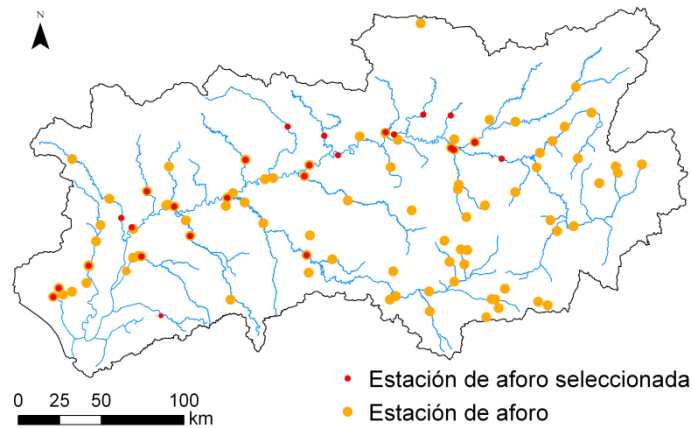 N
Estación de aforo seleccionada
Estación de aforo
0 25 50 100
km